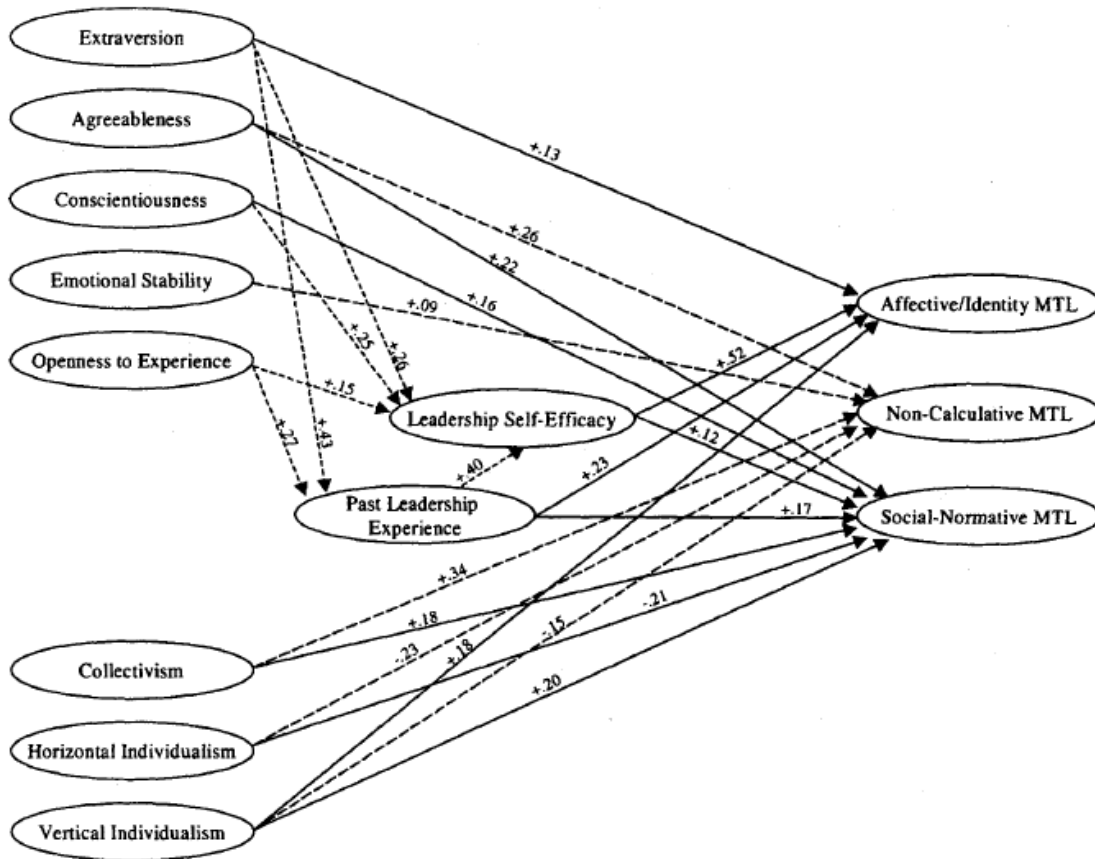 Extraversion
Agreeableness
+.13
Conscientiousness
+.26
+.22
Emotional Stability
+.09
+.16
Affective/Identity MTL
Openness to Experience
+.25
+.26
+.15
+.52
Leadership Self-Efficacy
Non-Calculative MTL
+.27
+.43
+.12
+.40
+.23
Past Leadership
Experience
+.17
Social-Normative MTL
+.34
+.18
-.21
-.15
-.23
+.18
Collectivism
+.20
Horizontal Individualism
Vertical Individualism